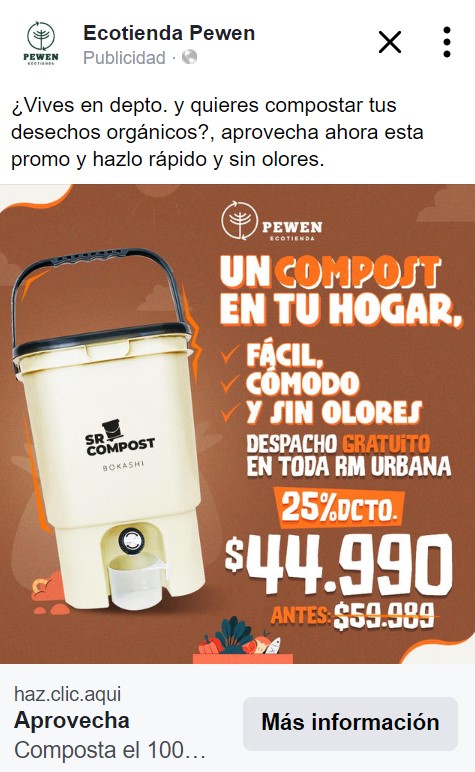 Ecotienda Pewen
Publicidad ·
PEWEN
ECOTIENDA
¿Vives en depto. y quieres compostar tus
desechos orgánicos?, aprovecha ahora esta
promo y hazlo rápido y sin olores.
PEWEN
ECOTIENDA
UN COMPOST
EN TU HOGAR,
FÁCIL,
CÓMODO
Y SIN OLORES
DESPACHO GRATUITO
EN TODA RM URBANA
25% DCTO.
$44.990
ANTES: $59.989
SR
COMPOST
BOKASHI
haz.clic.aqui
Aprovecha
Composta el 100...
Más información